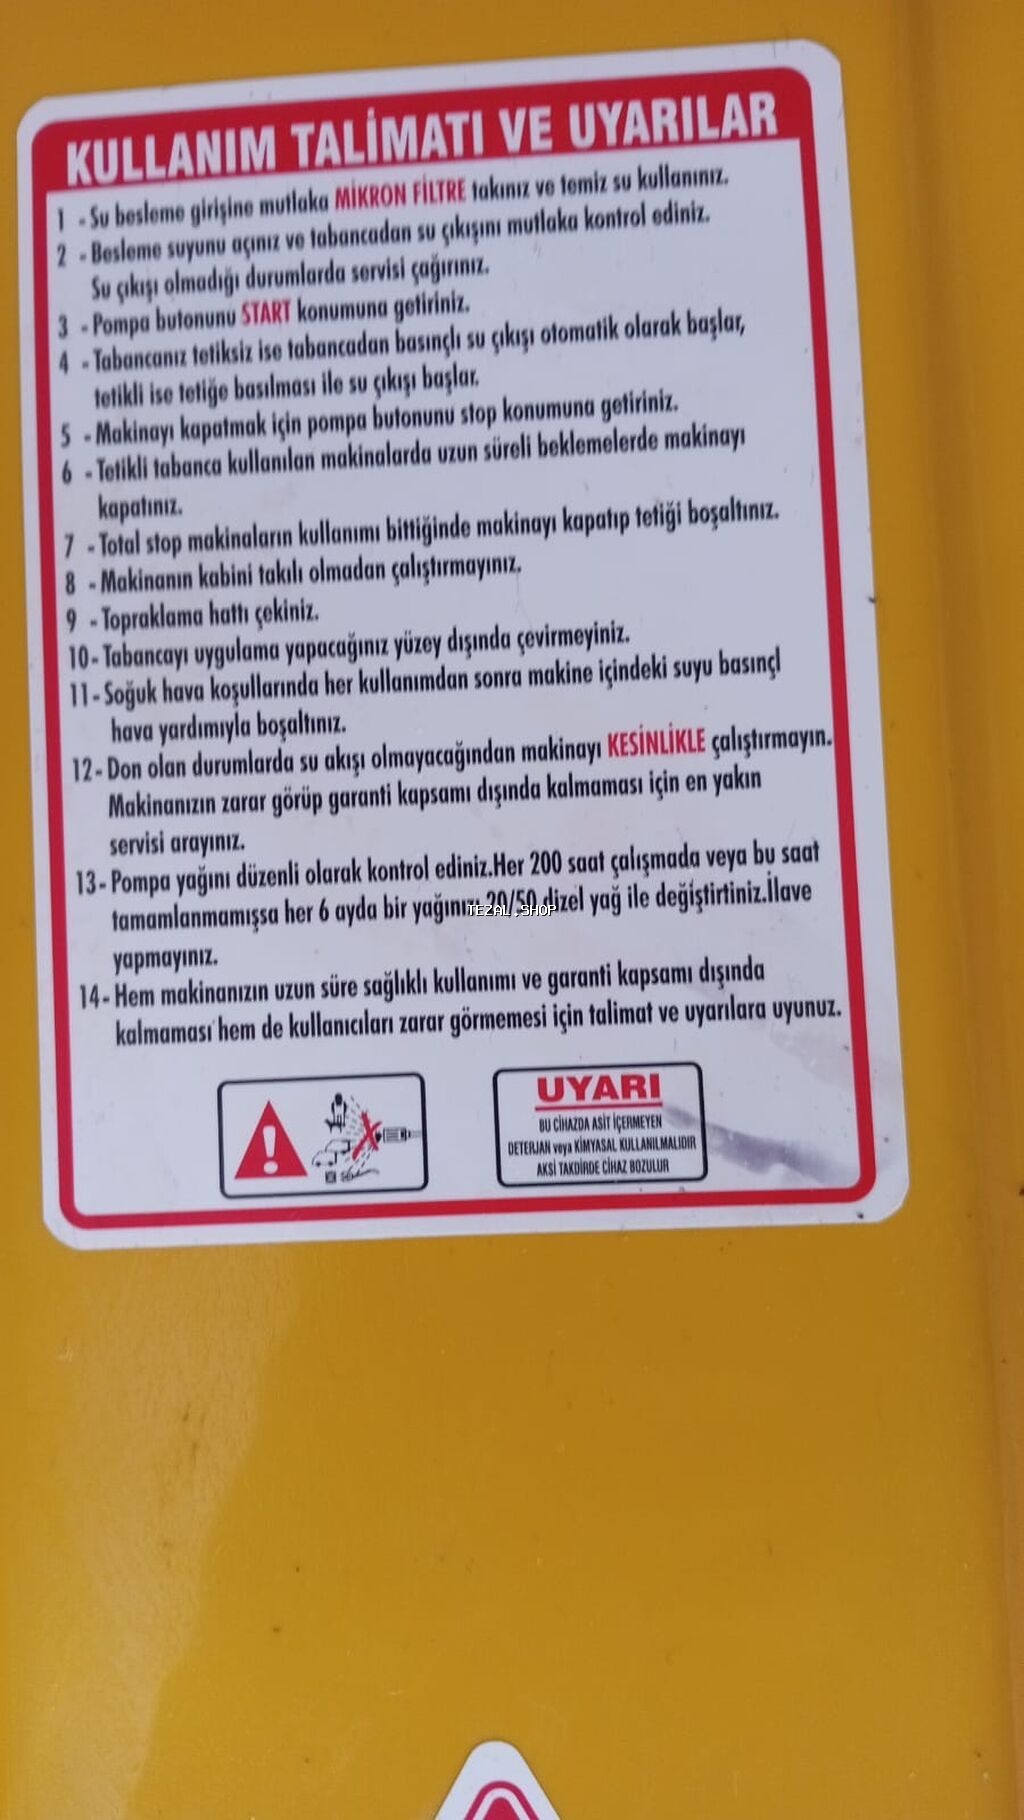 KULLANIM TALİMATI VE UYARILAR
1 - Su besleme girişine mutlaka MİKRON FİLTRE takınız ve temiz su kullanınız.
2 - Besleme suyunu açınız ve tabancadan su çıkışını mutlaka kontrol ediniz.
Su çıkışı olmadığı durumlarda servisi çağırınız.
3 - Pompa butonunu START konumuna getiriniz.
4 - Tabancanız tetiksiz ise tabancadan basınçlı su çıkışı otomatik olarak başlar,
tetikli ise tetiğe basılması ile su çıkışı başlar.
5 - Makinayı kapatmak için pompa butonunu stop konumuna getiriniz.
6 - Tetikli tabanca kullanılan makinalarda uzun süreli beklemelerde makinayı
kapatınız.
7 - Total stop makinaların kullanımı bittiğinde makinayı kapatıp tetiği boşaltınız.
8 - Makinanın kabini takılı olmadan çalıştırmayınız.
9 - Topraklama hattı çekiniz.
10- Tabancayı uygulama yapacağınız yüzey dışında çevirmeyiniz.
11- Soğuk hava koşullarında her kullanımdan sonra makine içindeki suyu basınçl
hava yardımıyla boşaltınız.
12- Don olan durumlarda su akışı olmayacağından makinayı KESİNLİKLE çalıştırmayın.
Makinanızın zarar görüp garanti kapsamı dışında kalmaması için en yakın
servisi arayınız.
13- Pompa yağını düzenli olarak kontrol ediniz.Her 200 saat çalışmada veya bu saat
tamamlanmamışsa her 6 ayda bir yağınızı 20/50 dizel yağ ile değiştirtiniz.İlave
TEZAL.SHOP
yapmayınız.
14- Hem makinanızın uzun süre sağlıklı kullanımı ve garanti kapsamı dışında
kalmaması hem de kullanıcıları zarar görmemesi için talimat ve uyarılara uyunuz.
UYARI
BU CİHAZDA ASİT İÇERMEYEN
DETERJAN veya KİMYASAL KULLANILMALIDIR
AKSİ TAKDİRDE CİHAZ BOZULUR